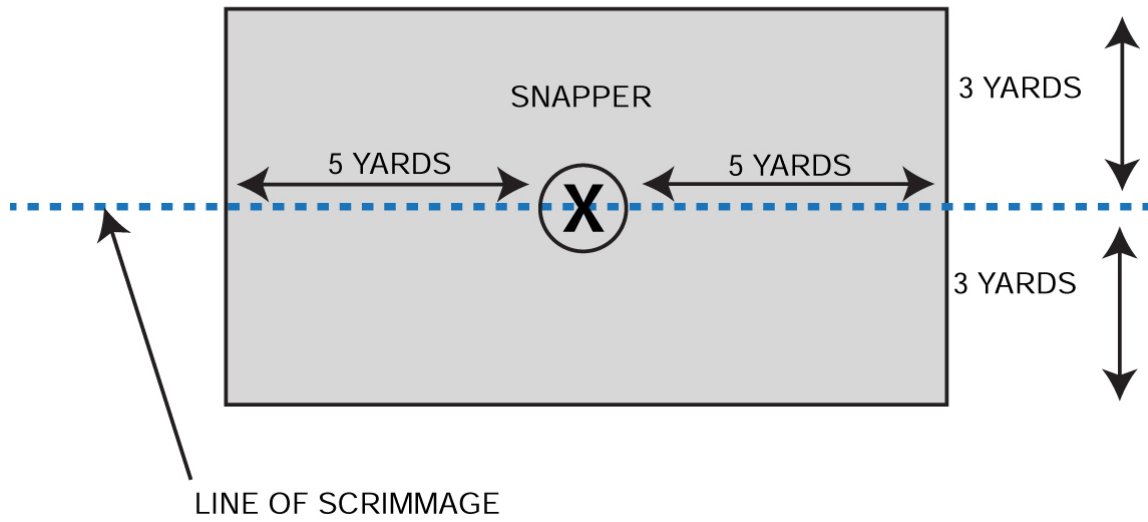 SNAPPER
3 YARDS
5 YARDS
5 YARDS
X
3 YARDS
LINE OF SCRIMMAGE